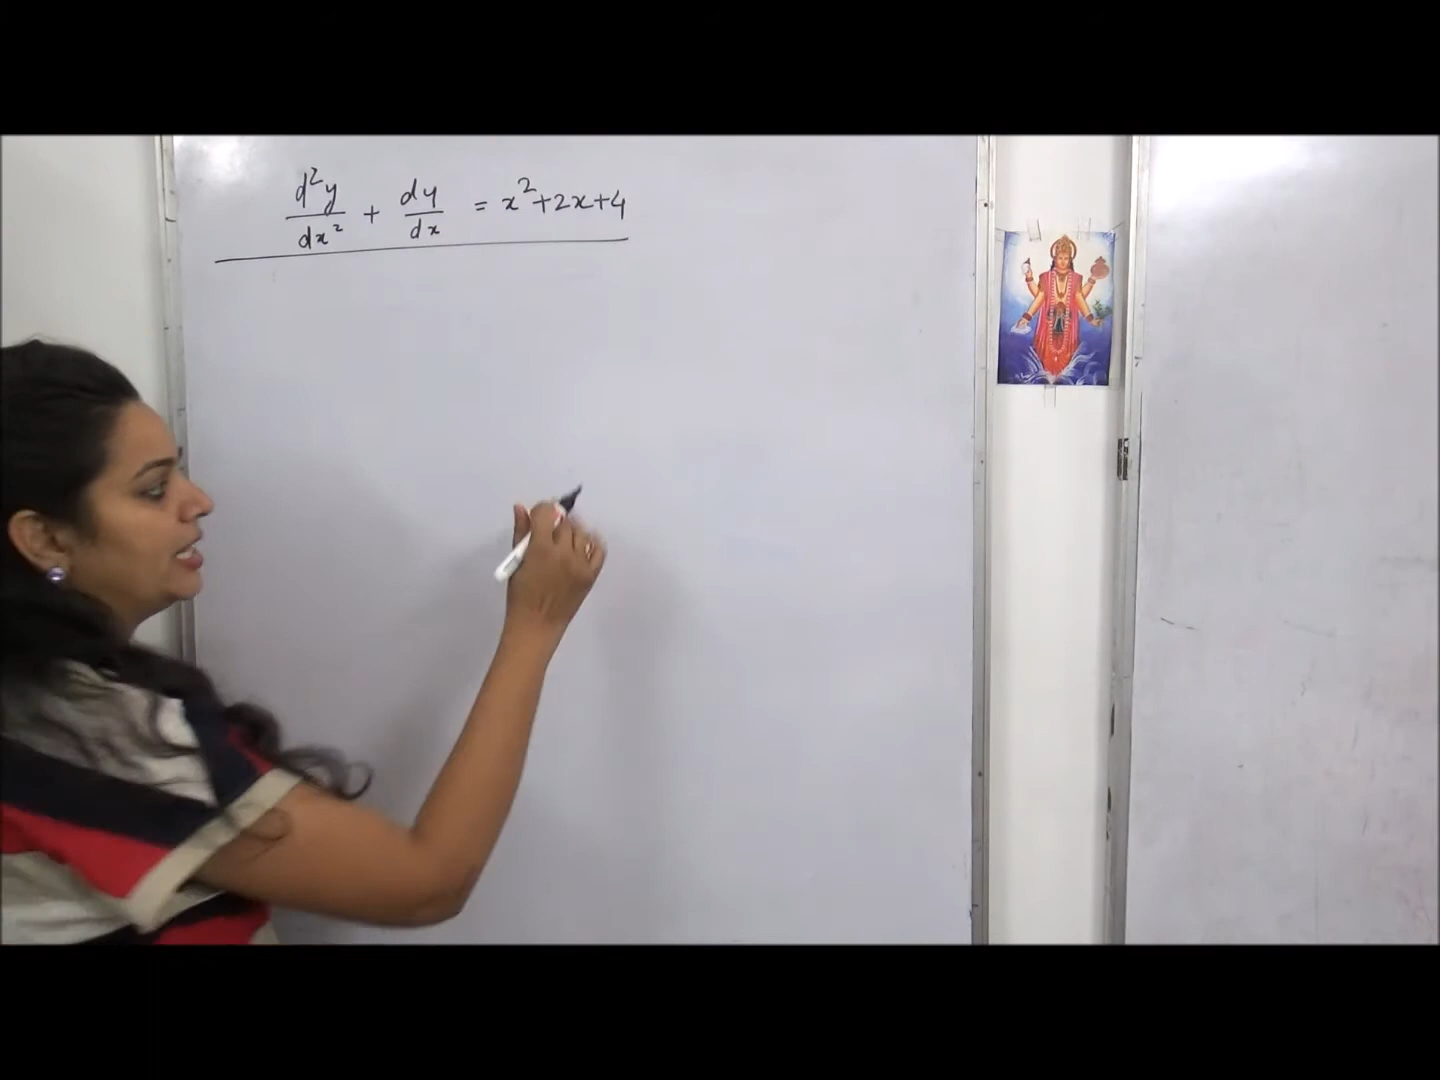 d²y/dx² + dy/dx = x²+2x+4